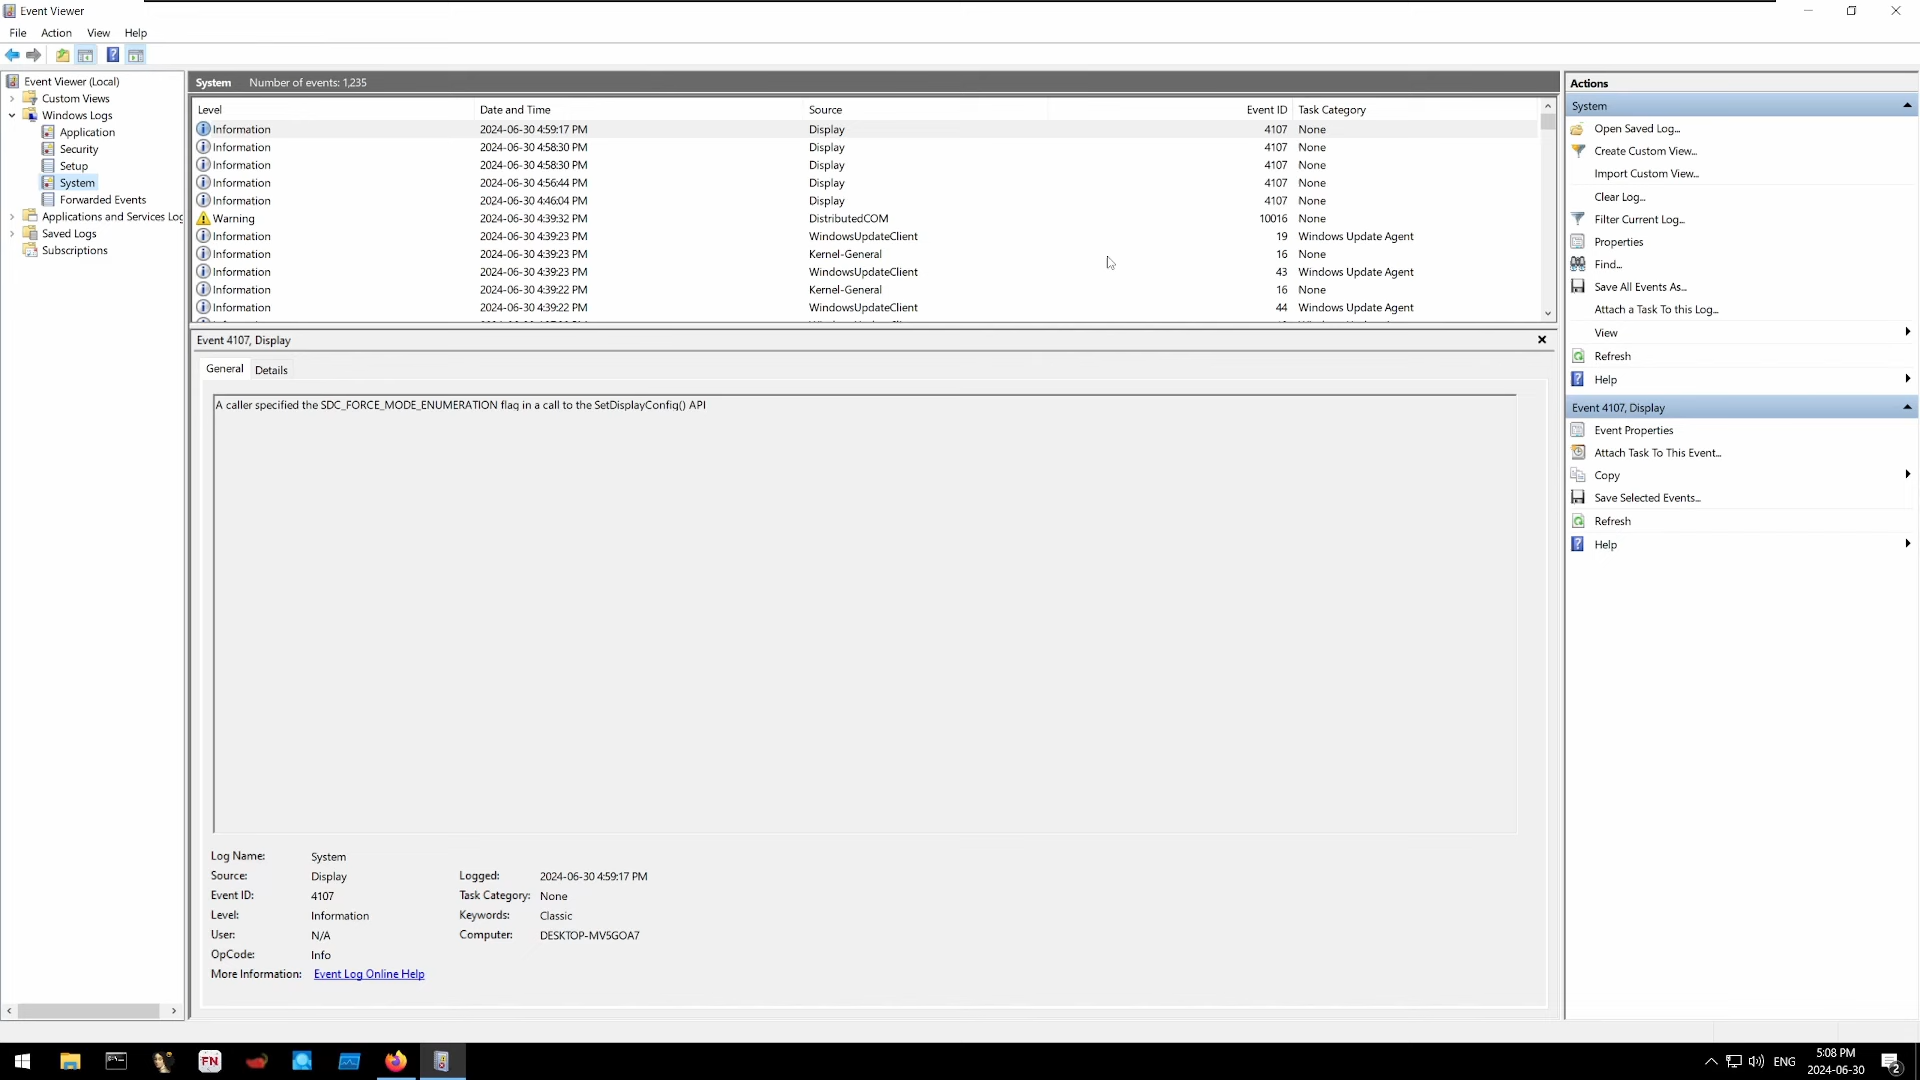 Event Viewer
File Action View Help
Event Viewer (Local)
Custom Views
Windows Logs
Application
Security
Setup
System
Forwarded Events
Applications and Services Log
Saved Logs
Subscriptions
System Number of events: 1,235
Level Date and Time Source Event ID Task Category
Information 2024-06-30 4:59:17 PM Display 4107 None
Information 2024-06-30 4:58:30 PM Display 4107 None
Information 2024-06-30 4:58:30 PM Display 4107 None
Information 2024-06-30 4:56:44 PM Display 4107 None
Information 2024-06-30 4:46:04 PM Display 4107 None
Warning 2024-06-30 4:39:32 PM DistributedCOM 10016 None
Information 2024-06-30 4:39:23 PM WindowsUpdateClient 19 Windows Update Agent
Information 2024-06-30 4:39:23 PM Kernel-General 16 None
Information 2024-06-30 4:39:23 PM WindowsUpdateClient 43 Windows Update Agent
Information 2024-06-30 4:39:22 PM Kernel-General 16 None
Information 2024-06-30 4:39:22 PM WindowsUpdateClient 44 Windows Update Agent
Event 4107, Display
General Details
A caller specified the SDC_FORCE_MODE_ENUMERATION flag in a call to the SetDisplayConfig() API
Log Name: System
Source: Display Logged: 2024-06-30 4:59:17 PM
Event ID: 4107 Task Category: None
Level: Information Keywords: Classic
User: N/A Computer: DESKTOP-MV5GOA7
OpCode: Info
More Information: Event Log Online Help
Actions
System
Open Saved Log...
Create Custom View...
Import Custom View...
Clear Log...
Filter Current Log...
Properties
Find...
Save All Events As...
Attach a Task To this Log...
View
Refresh
Help
Event 4107, Display
Event Properties
Attach Task To This Event...
Copy
Save Selected Events...
Refresh
Help
FN
ENG
5:08 PM
2024-06-30
2